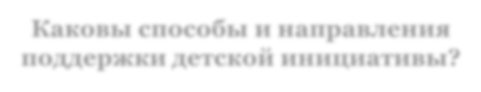 Каковы способы и направления
поддержки детской инициативы?